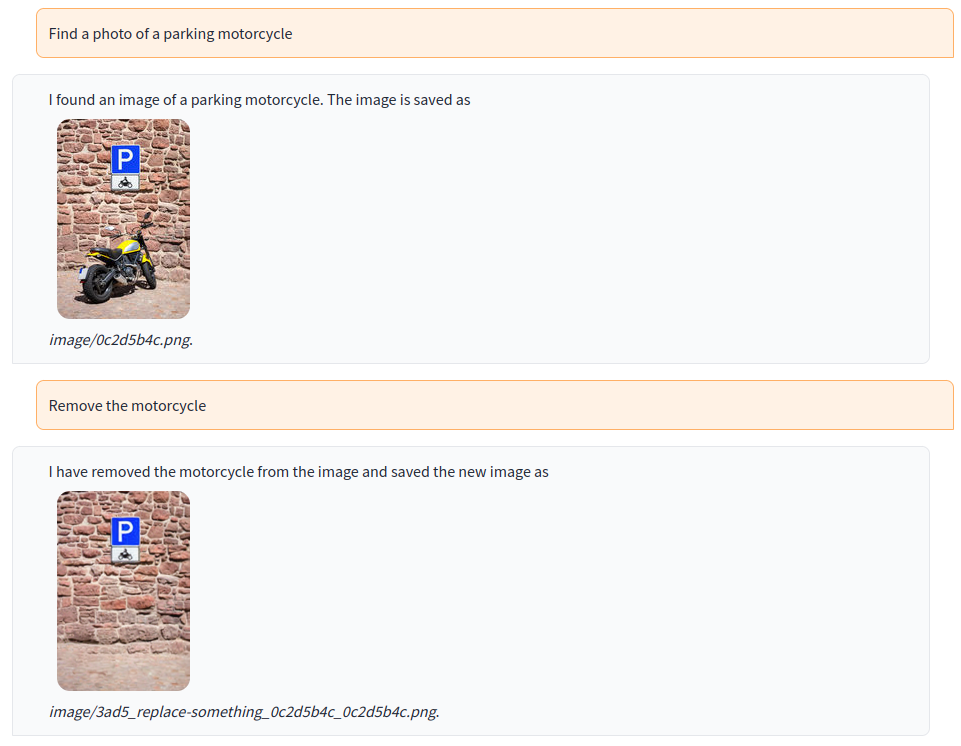 Find a photo of a parking motorcycle
I found an image of a parking motorcycle. The image is saved as
P
image/0c2d5b4c.png.
Remove the motorcycle
I have removed the motorcycle from the image and saved the new image as
P
image/3ad5_replace-something_0c2d5b4c_0c2d5b4c.png.